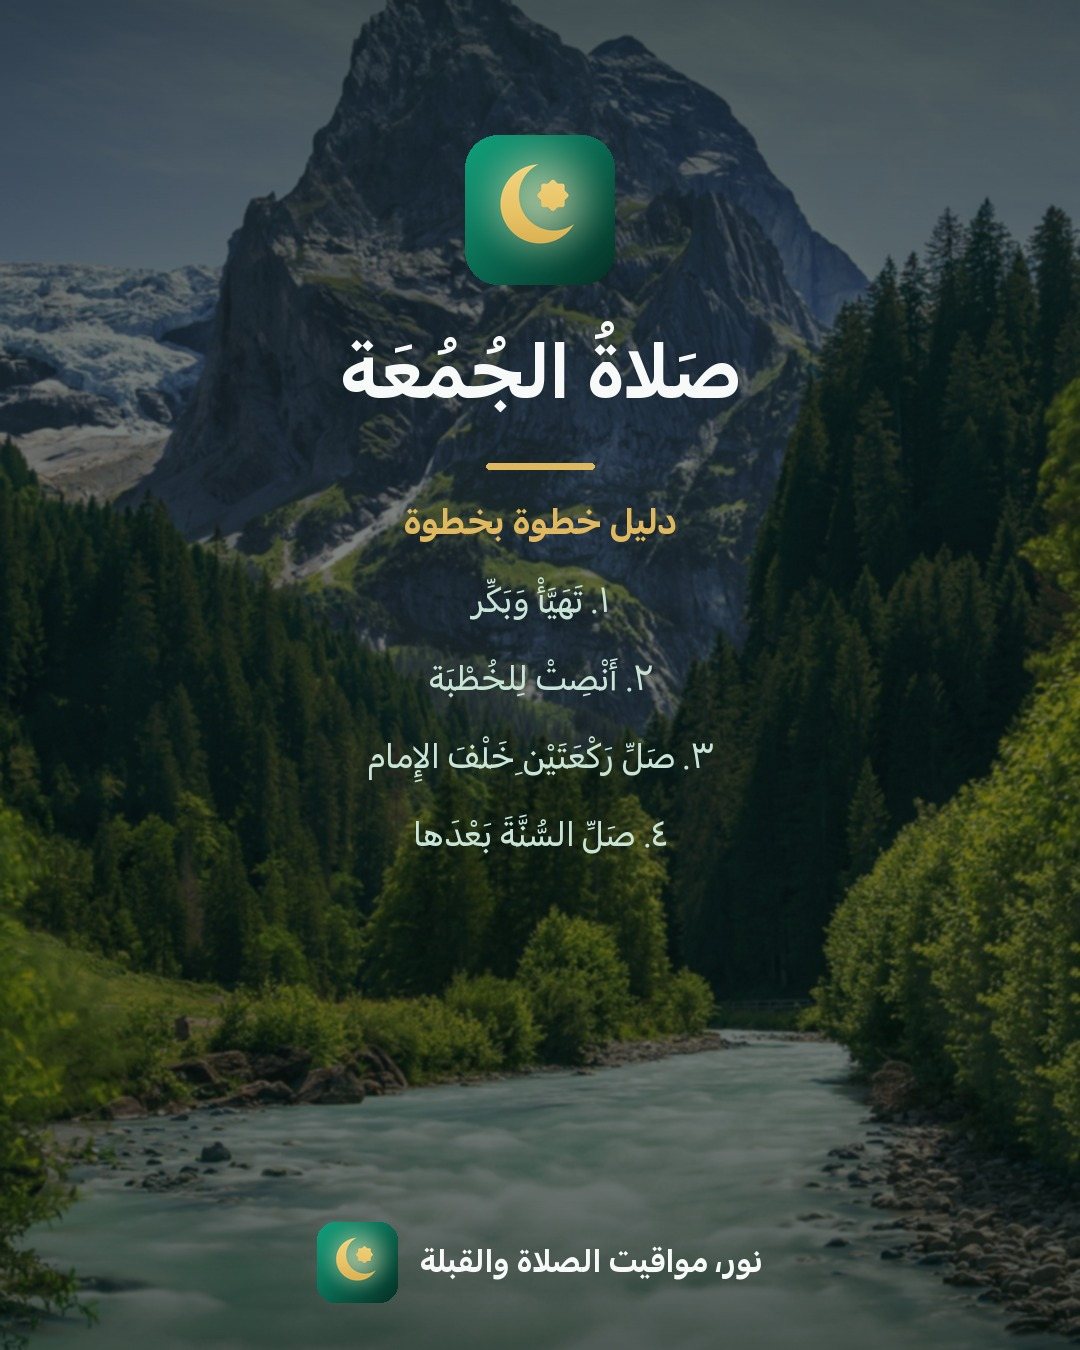 صَلاةُ الجُمُعَة
دليل خطوة بخطوة
١. تَهَيَّأْ وَبَكِّر
٢. أَنْصِتْ لِلخُطْبَة
٣. صَلِّ رَكْعَتَيْنِ خَلْفَ الإِمام
٤. صَلِّ السُّنَّةَ بَعْدَها
نور، مواقيت الصلاة والقبلة